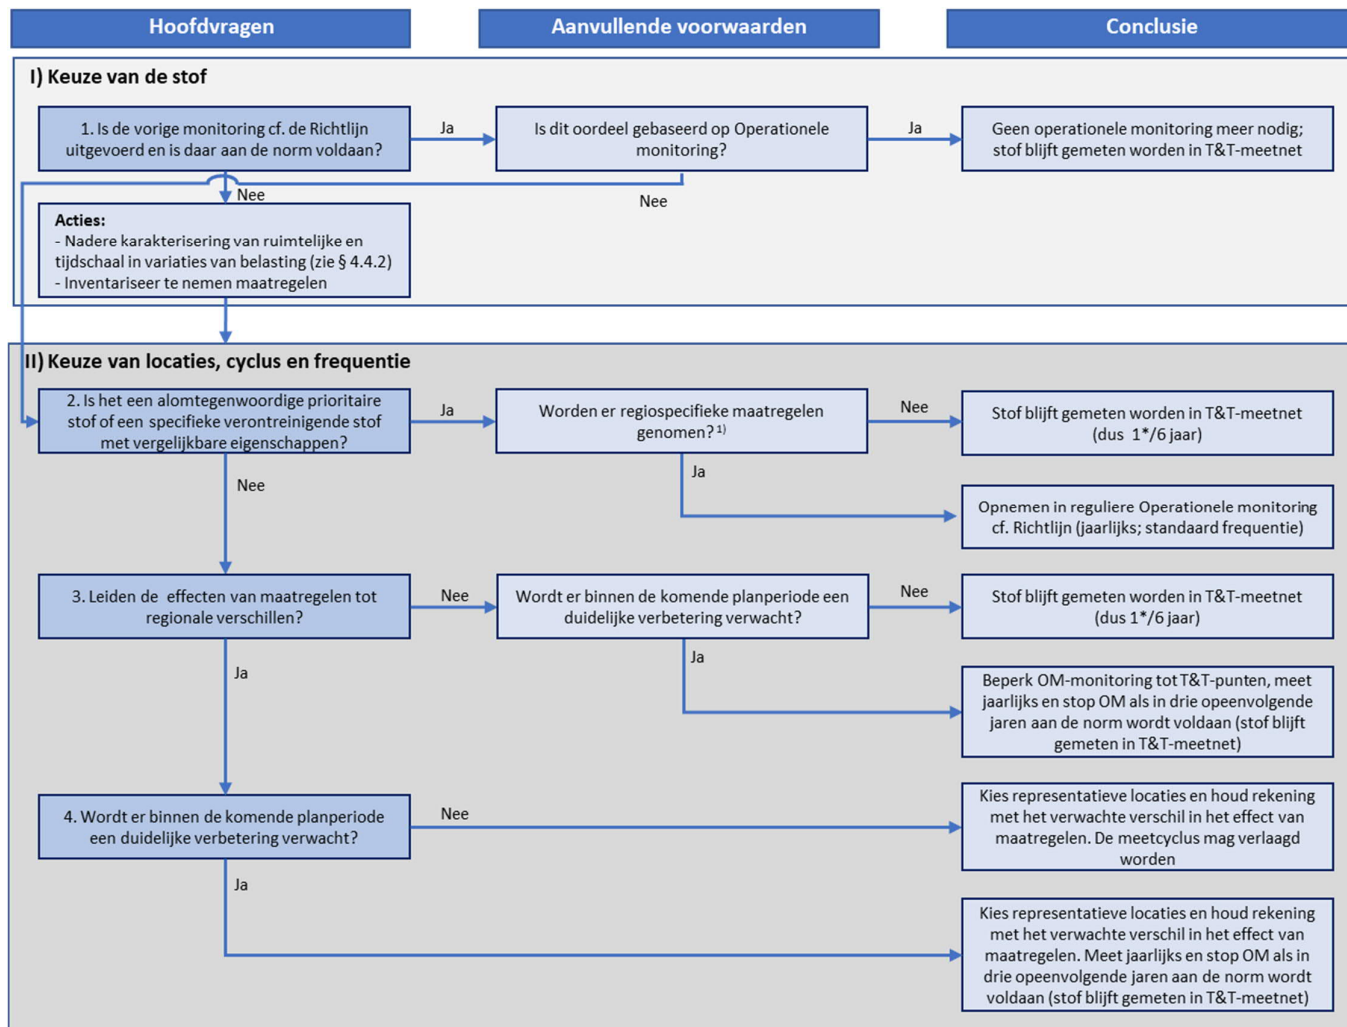 Hoofdvragen
Aanvullende voorwaarden
Conclusie
I) Keuze van de stof
1. Is de vorige monitoring cf. de Richtlijn
uitgevoerd en is daar aan de norm voldaan?
Ja
Is dit oordeel gebaseerd op Operationele
monitoring?
Ja
Geen operationele monitoring meer nodig;
stof blijft gemeten worden in T&T-meetnet
Nee
Nee
Acties:
- Nadere karakterisering van ruimtelijke en
tijdschaal in variaties van belasting (zie § 4.4.2)
- Inventariseer te nemen maatregelen
II) Keuze van locaties, cyclus en frequentie
2. Is het een alomtegenwoordige prioritaire
stof of een specifieke verontreinigende stof
met vergelijkbare eigenschappen?
Ja
Worden er regiospecifieke maatregelen
genomen? 1)
Nee
Stof blijft gemeten worden in T&T-meetnet
(dus 1*/6 jaar)
Nee
Ja
Opnemen in reguliere Operationele monitoring
cf. Richtlijn (jaarlijks; standaard frequentie)
3. Leiden de effecten van maatregelen tot
regionale verschillen?
Nee
Wordt er binnen de komende planperiode een
duidelijke verbetering verwacht?
Nee
Stof blijft gemeten worden in T&T-meetnet
(dus 1*/6 jaar)
Ja
Ja
Beperk OM-monitoring tot T&T-punten, meet
jaarlijks en stop OM als in drie opeenvolgende
jaren aan de norm wordt voldaan (stof blijft
gemeten in T&T-meetnet)
4. Wordt er binnen de komende planperiode
een duidelijke verbetering verwacht?
Nee
Kies representatieve locaties en houd rekening
met het verwachte verschil in het effect van
maatregelen. De meetcyclus mag verlaagd
worden
Ja
Kies representatieve locaties en houd rekening
met het verwachte verschil in het effect van
maatregelen. Meet jaarlijks en stop OM als in
drie opeenvolgende jaren aan de norm wordt
voldaan (stof blijft gemeten in T&T-meetnet)